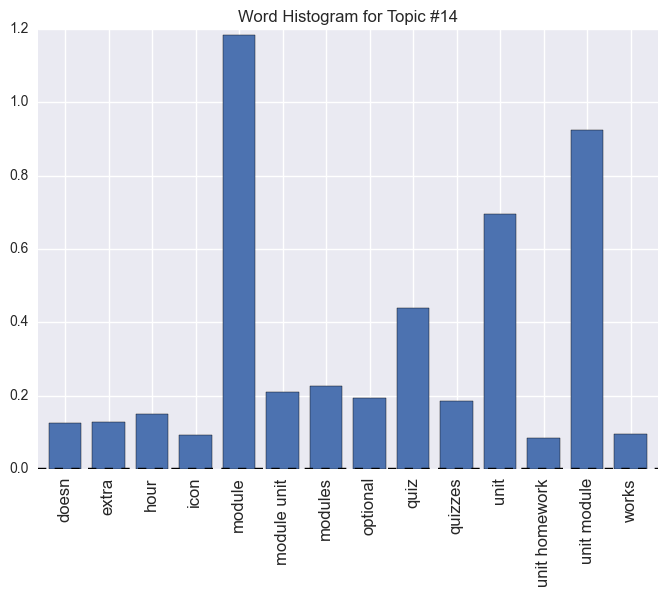 Word Histogram for Topic #14
1.2
1.0
0.8
0.6
0.4
0.2
0.0
doesn
extra
hour
icon
module
module unit
modules
optional
quiz
quizzes
unit
unit homework
unit module
works